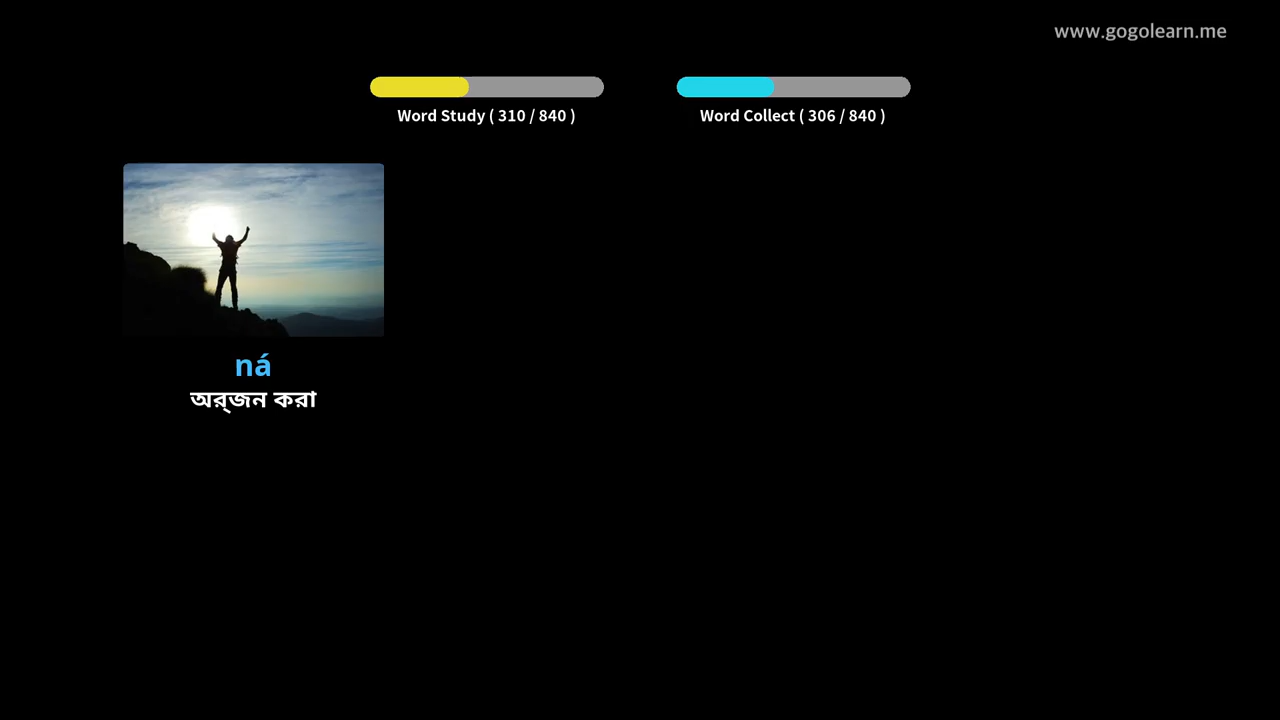 www.gogolearn.me
Word Study ( 310 / 840 )
Word Collect ( 306 / 840 )
ná
অর্‌জন করা